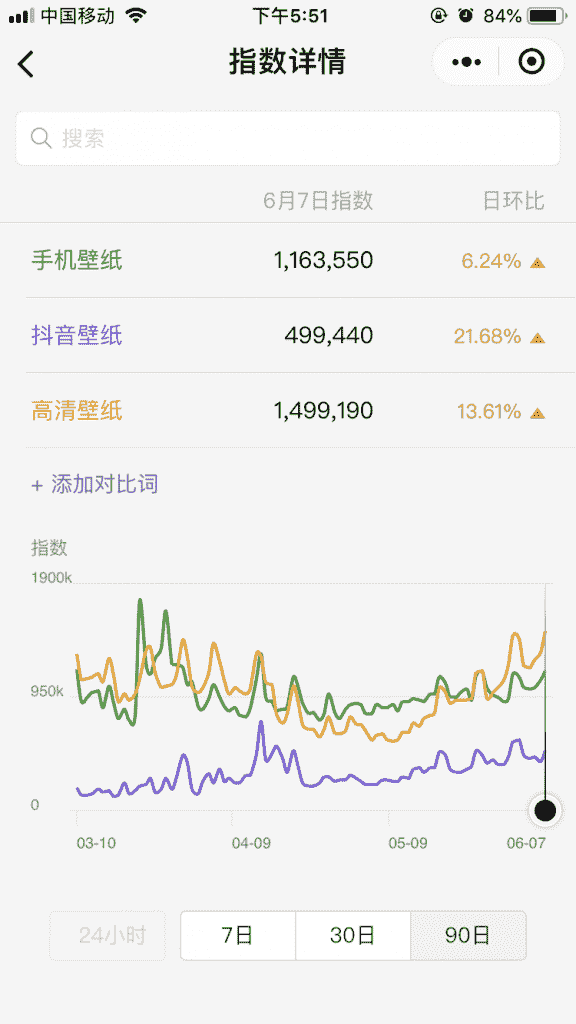 中国移动 下午5:51 84%
指数详情
搜索
6月7日指数 日环比
手机壁纸 1,163,550 6.24%
抖音壁纸 499,440 21.68%
高清壁纸 1,499,190 13.61%
+ 添加对比词
指数
1900k
950k
0
03-10 04-09 05-09 06-07
24小时 7日 30日 90日